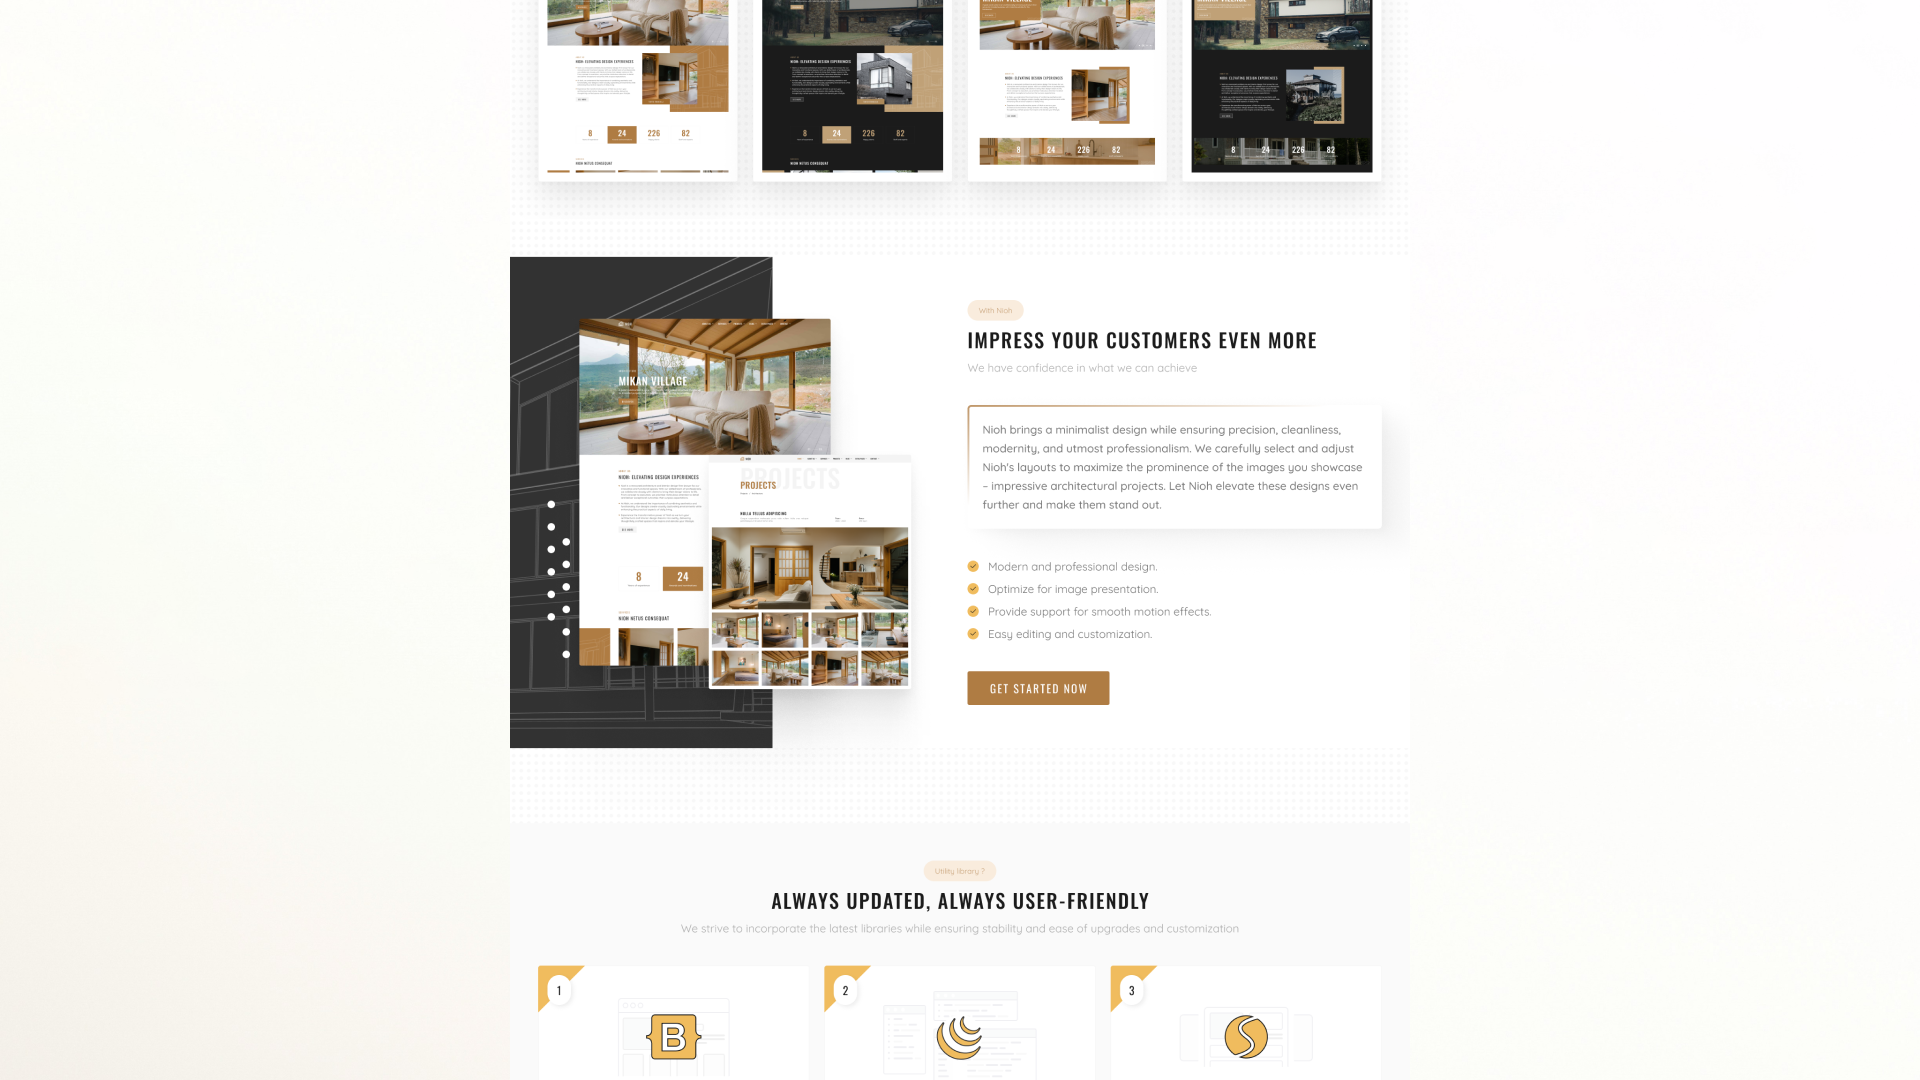 NIOH: ELEVATING DESIGN EXPERIENCES
8 24 226 82
NIOH NETUS CONSEQUAT
NIOH: ELEVATING DESIGN EXPERIENCES
8 24 226 82
NIOH NETUS CONSEQUAT
NIOH: ELEVATING DESIGN EXPERIENCES
8 24 226 82
NIOH: ELEVATING DESIGN EXPERIENCES
8 24 226 82
MIKAN VILLAGE
NIOH: ELEVATING DESIGN EXPERIENCES
8 24
NIOH NETUS CONSEQUAT
PROJECTS
PROJECTS
NULLA TELLUS ADIPISCING
With Nioh
IMPRESS YOUR CUSTOMERS EVEN MORE
We have confidence in what we can achieve
Nioh brings a minimalist design while ensuring precision, cleanliness,
modernity, and utmost professionalism. We carefully select and adjust
Nioh's layouts to maximize the prominence of the images you showcase
– impressive architectural projects. Let Nioh elevate these designs even
further and make them stand out.
Modern and professional design.
Optimize for image presentation.
Provide support for smooth motion effects.
Easy editing and customization.
GET STARTED NOW
Utility library ?
ALWAYS UPDATED, ALWAYS USER-FRIENDLY
We strive to incorporate the latest libraries while ensuring stability and ease of upgrades and customization
1
B
2
3